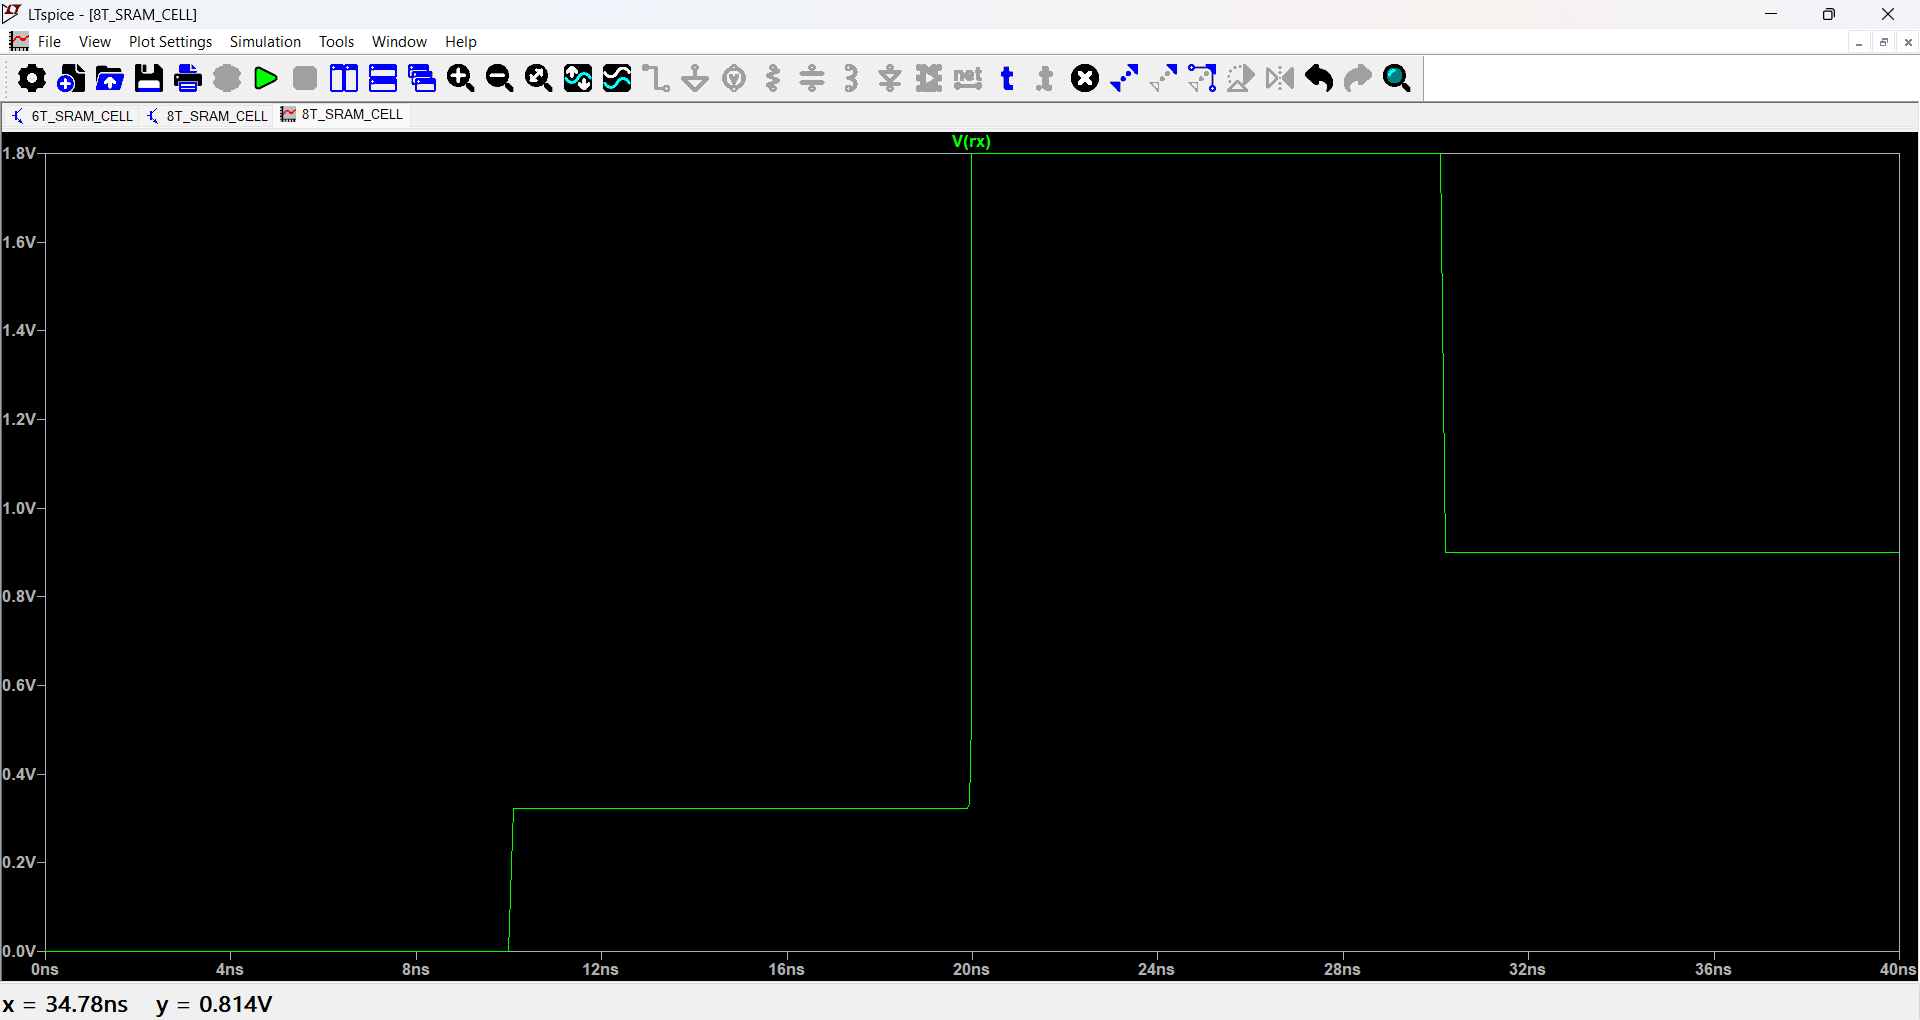 LTspice - [8T_SRAM_CELL]
File View Plot Settings Simulation Tools Window Help
net t .t
6T_SRAM_CELL 8T_SRAM_CELL 8T_SRAM_CELL
V(rx)
1.8V
1.6V
1.4V
1.2V
1.0V
0.8V
0.6V
0.4V
0.2V
0.0V
0ns 4ns 8ns 12ns 16ns 20ns 24ns 28ns 32ns 36ns 40ns
x = 34.78ns y = 0.814V